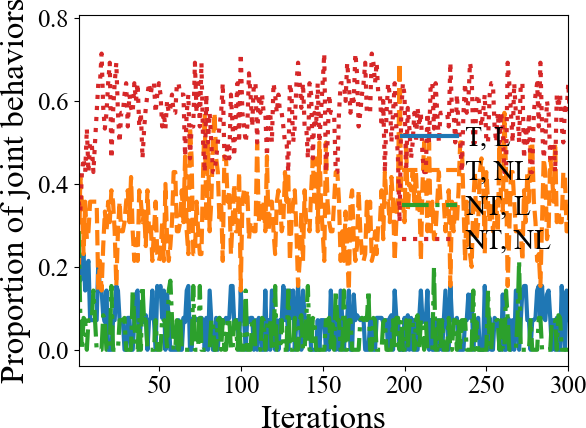 Proportion of joint behaviors
0.8
0.6
0.4
0.2
0.0
T, L
T, NL
NT, L
NT, NL
50
100
150
200
250
300
Iterations